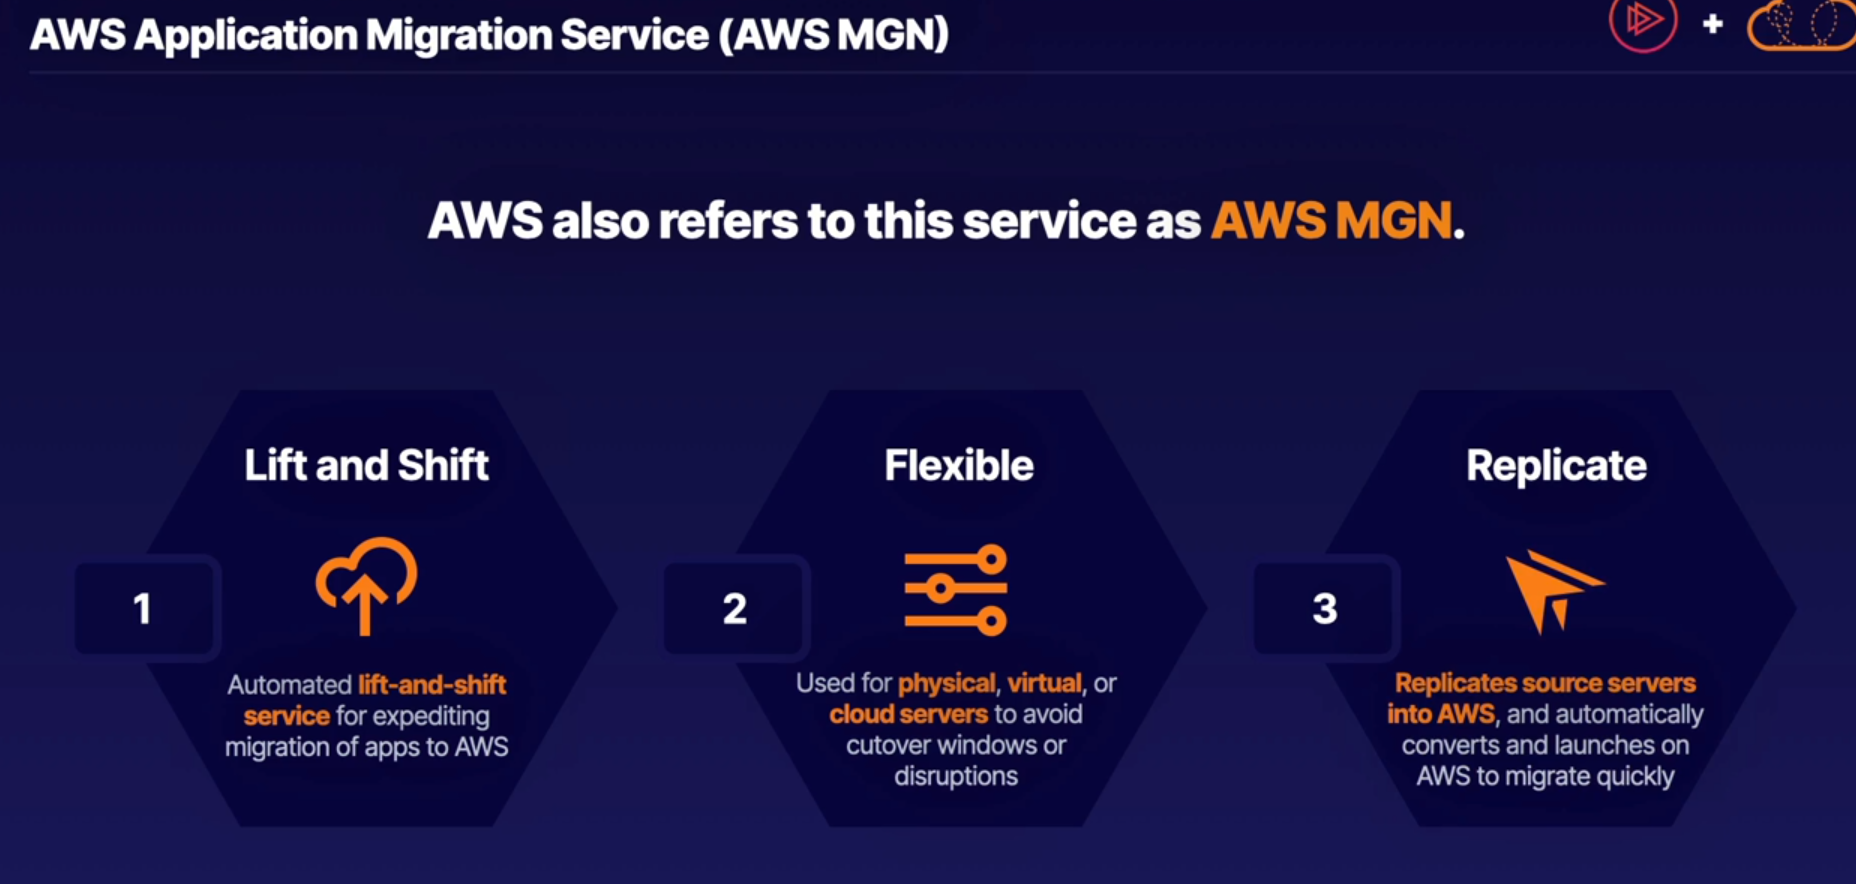 AWS Application Migration Service (AWS MGN)
+
AWS also refers to this service as AWS MGN.
Lift and Shift
1
Automated lift-and-shift
service for expediting
migration of apps to AWS
Flexible
2
Used for physical, virtual, or
cloud servers to avoid
cutover windows or
disruptions
Replicate
3
Replicates source servers
into AWS, and automatically
converts and launches on
AWS to migrate quickly